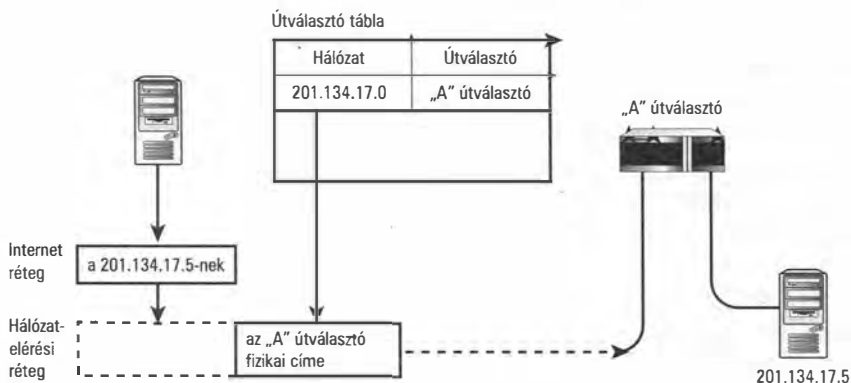 Útválasztó tábla
Hálózat
Útválasztó
201.134.17.0
„A” útválasztó
„A” útválasztó
Internet
réteg
a 201.134.17.5-nek
Hálózat-
elérési
réteg
az „A” útválasztó
fizikai címe
201.134.17.5